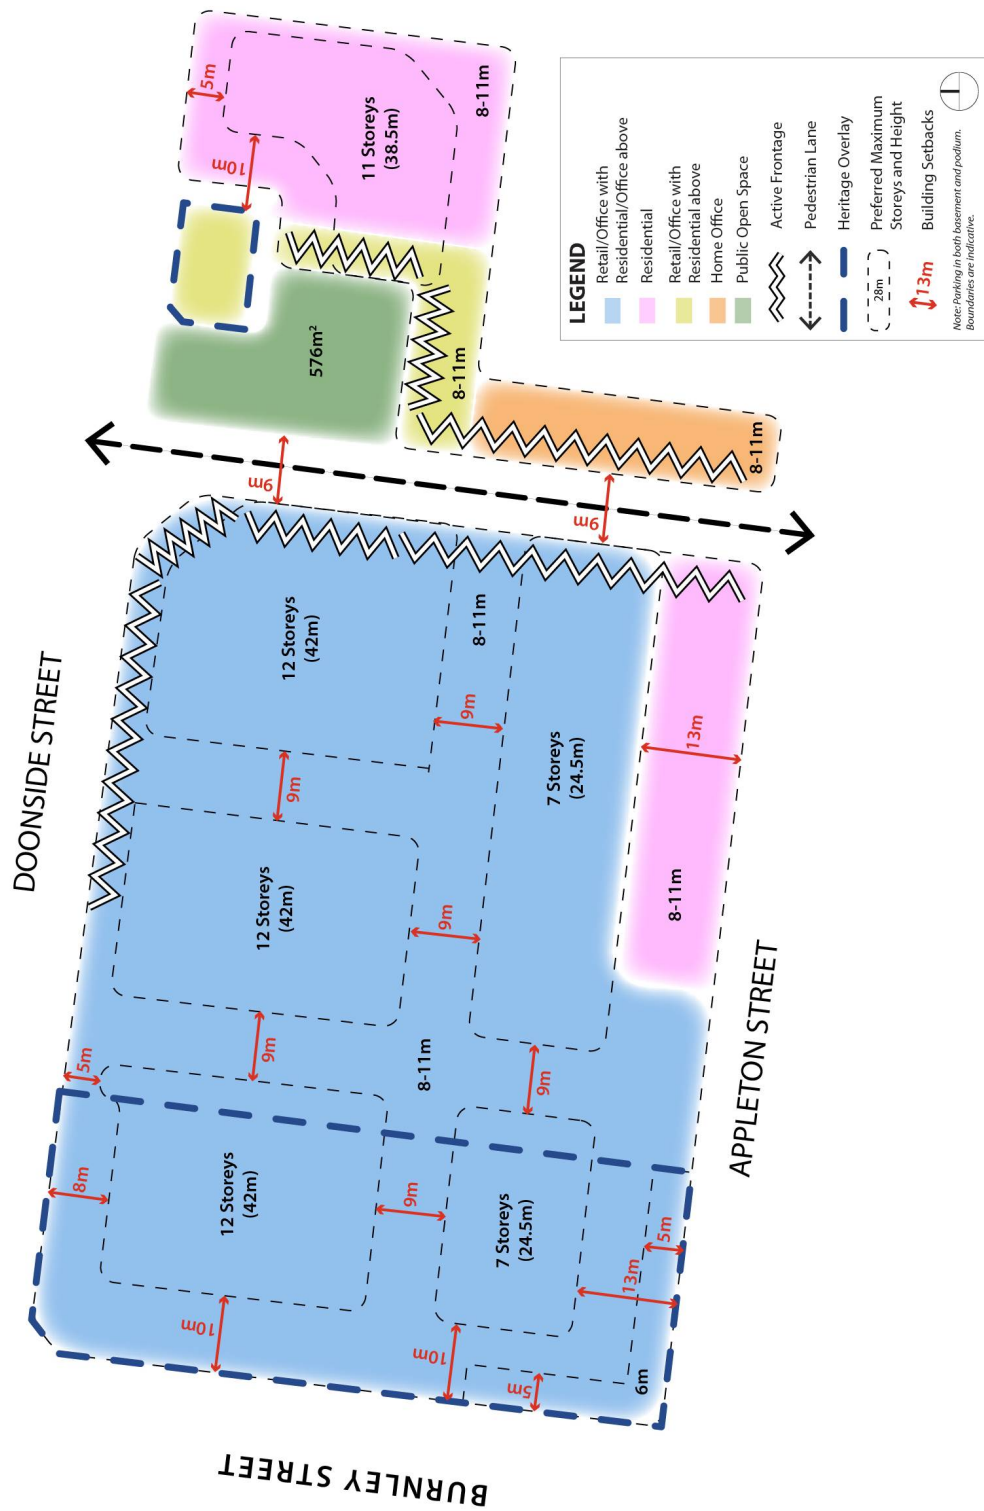 DOONSIDE STREET
BURNLEY STREET
APPLETON STREET
8m
5m
12 Storeys
(42m)
10m
9m
7 Storeys
(24.5m)
10m
5m
13m
5m
6m
9m
9m
8-11m
12 Storeys
(42m)
9m
9m
12 Storeys
(42m)
9m
8-11m
7 Storeys
(24.5m)
8-11m
13m
9m
9m
576m²
8-11m
8-11m
10m
5m
11 Storeys
(38.5m)
8-11m
LEGEND
Retail/Office with
Residential/Office above
Residential
Retail/Office with
Residential above
Home Office
Public Open Space
Active Frontage
Pedestrian Lane
Heritage Overlay
28m
Preferred Maximum
Storeys and Height
13m
Building Setbacks
Note: Parking in both basement and podium.
Boundaries are indicative.